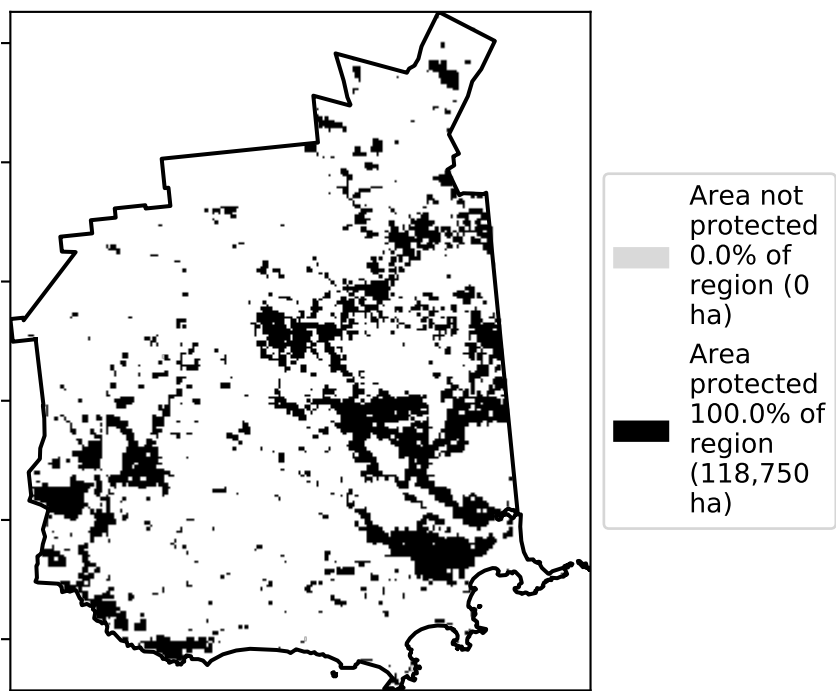 Area not
protected
0.0% of
region (0
ha)
Area
protected
100.0% of
region
(118,750
ha)